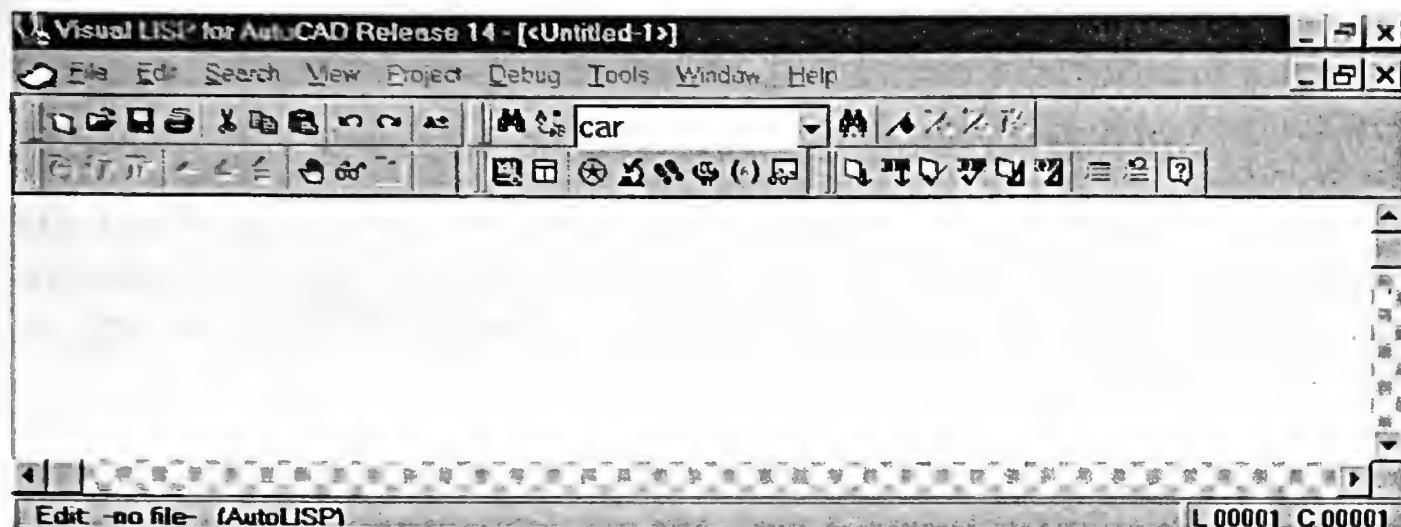 Visual LISP for AutoCAD Release 14 - [<Untitled-1>]
File Edit Search View Project Debug Tools Window Help
car
Edit: -no file- (AutoLISP)
L 00001 C 00001